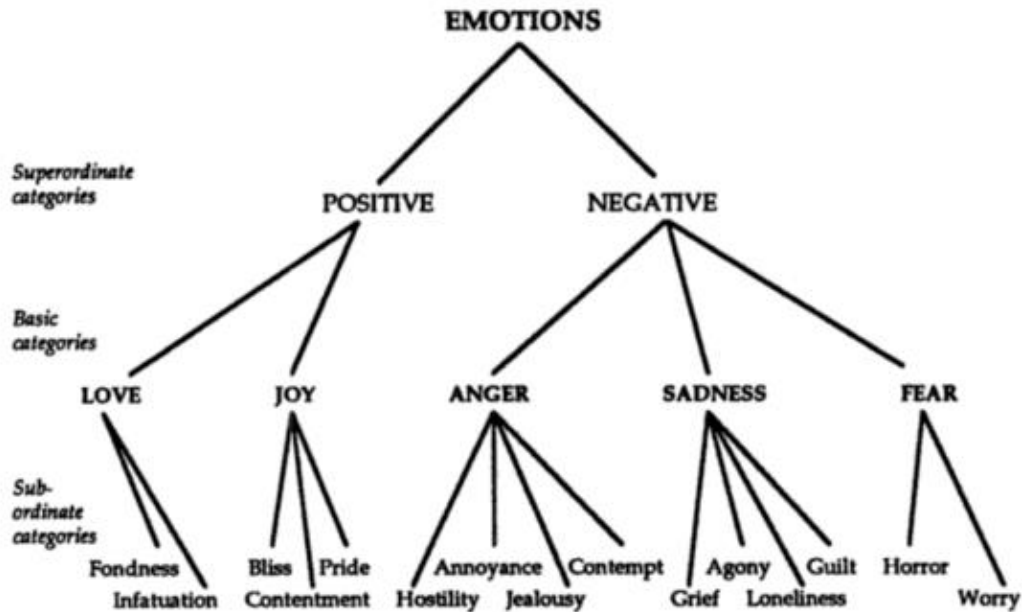 EMOTIONS
Superordinate
categories
POSITIVE
NEGATIVE
Basic
categories
LOVE
JOY
ANGER
SADNESS
FEAR
Sub-
ordinate
categories
Fondness
Bliss
Pride
Annoyance
Contempt
Agony
Guilt
Horror
Infatuation
Contentment
Hostility
Jealousy
Grief
Loneliness
Worry